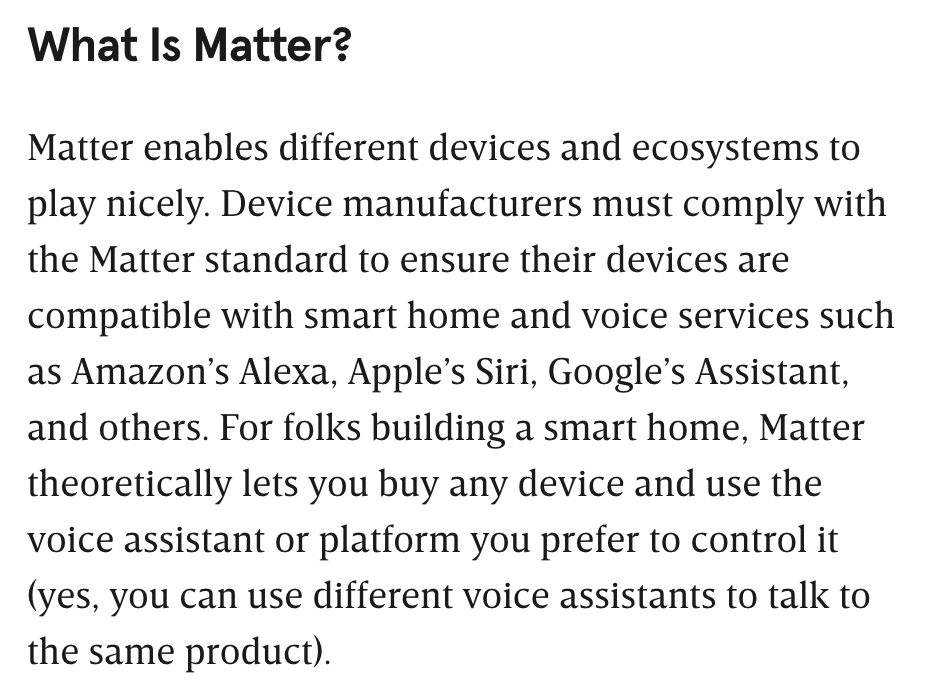 What Is Matter?
Matter enables different devices and ecosystems to
play nicely. Device manufacturers must comply with
the Matter standard to ensure their devices are
compatible with smart home and voice services such
as Amazon’s Alexa, Apple’s Siri, Google’s Assistant,
and others. For folks building a smart home, Matter
theoretically lets you buy any device and use the
voice assistant or platform you prefer to control it
(yes, you can use different voice assistants to talk to
the same product).